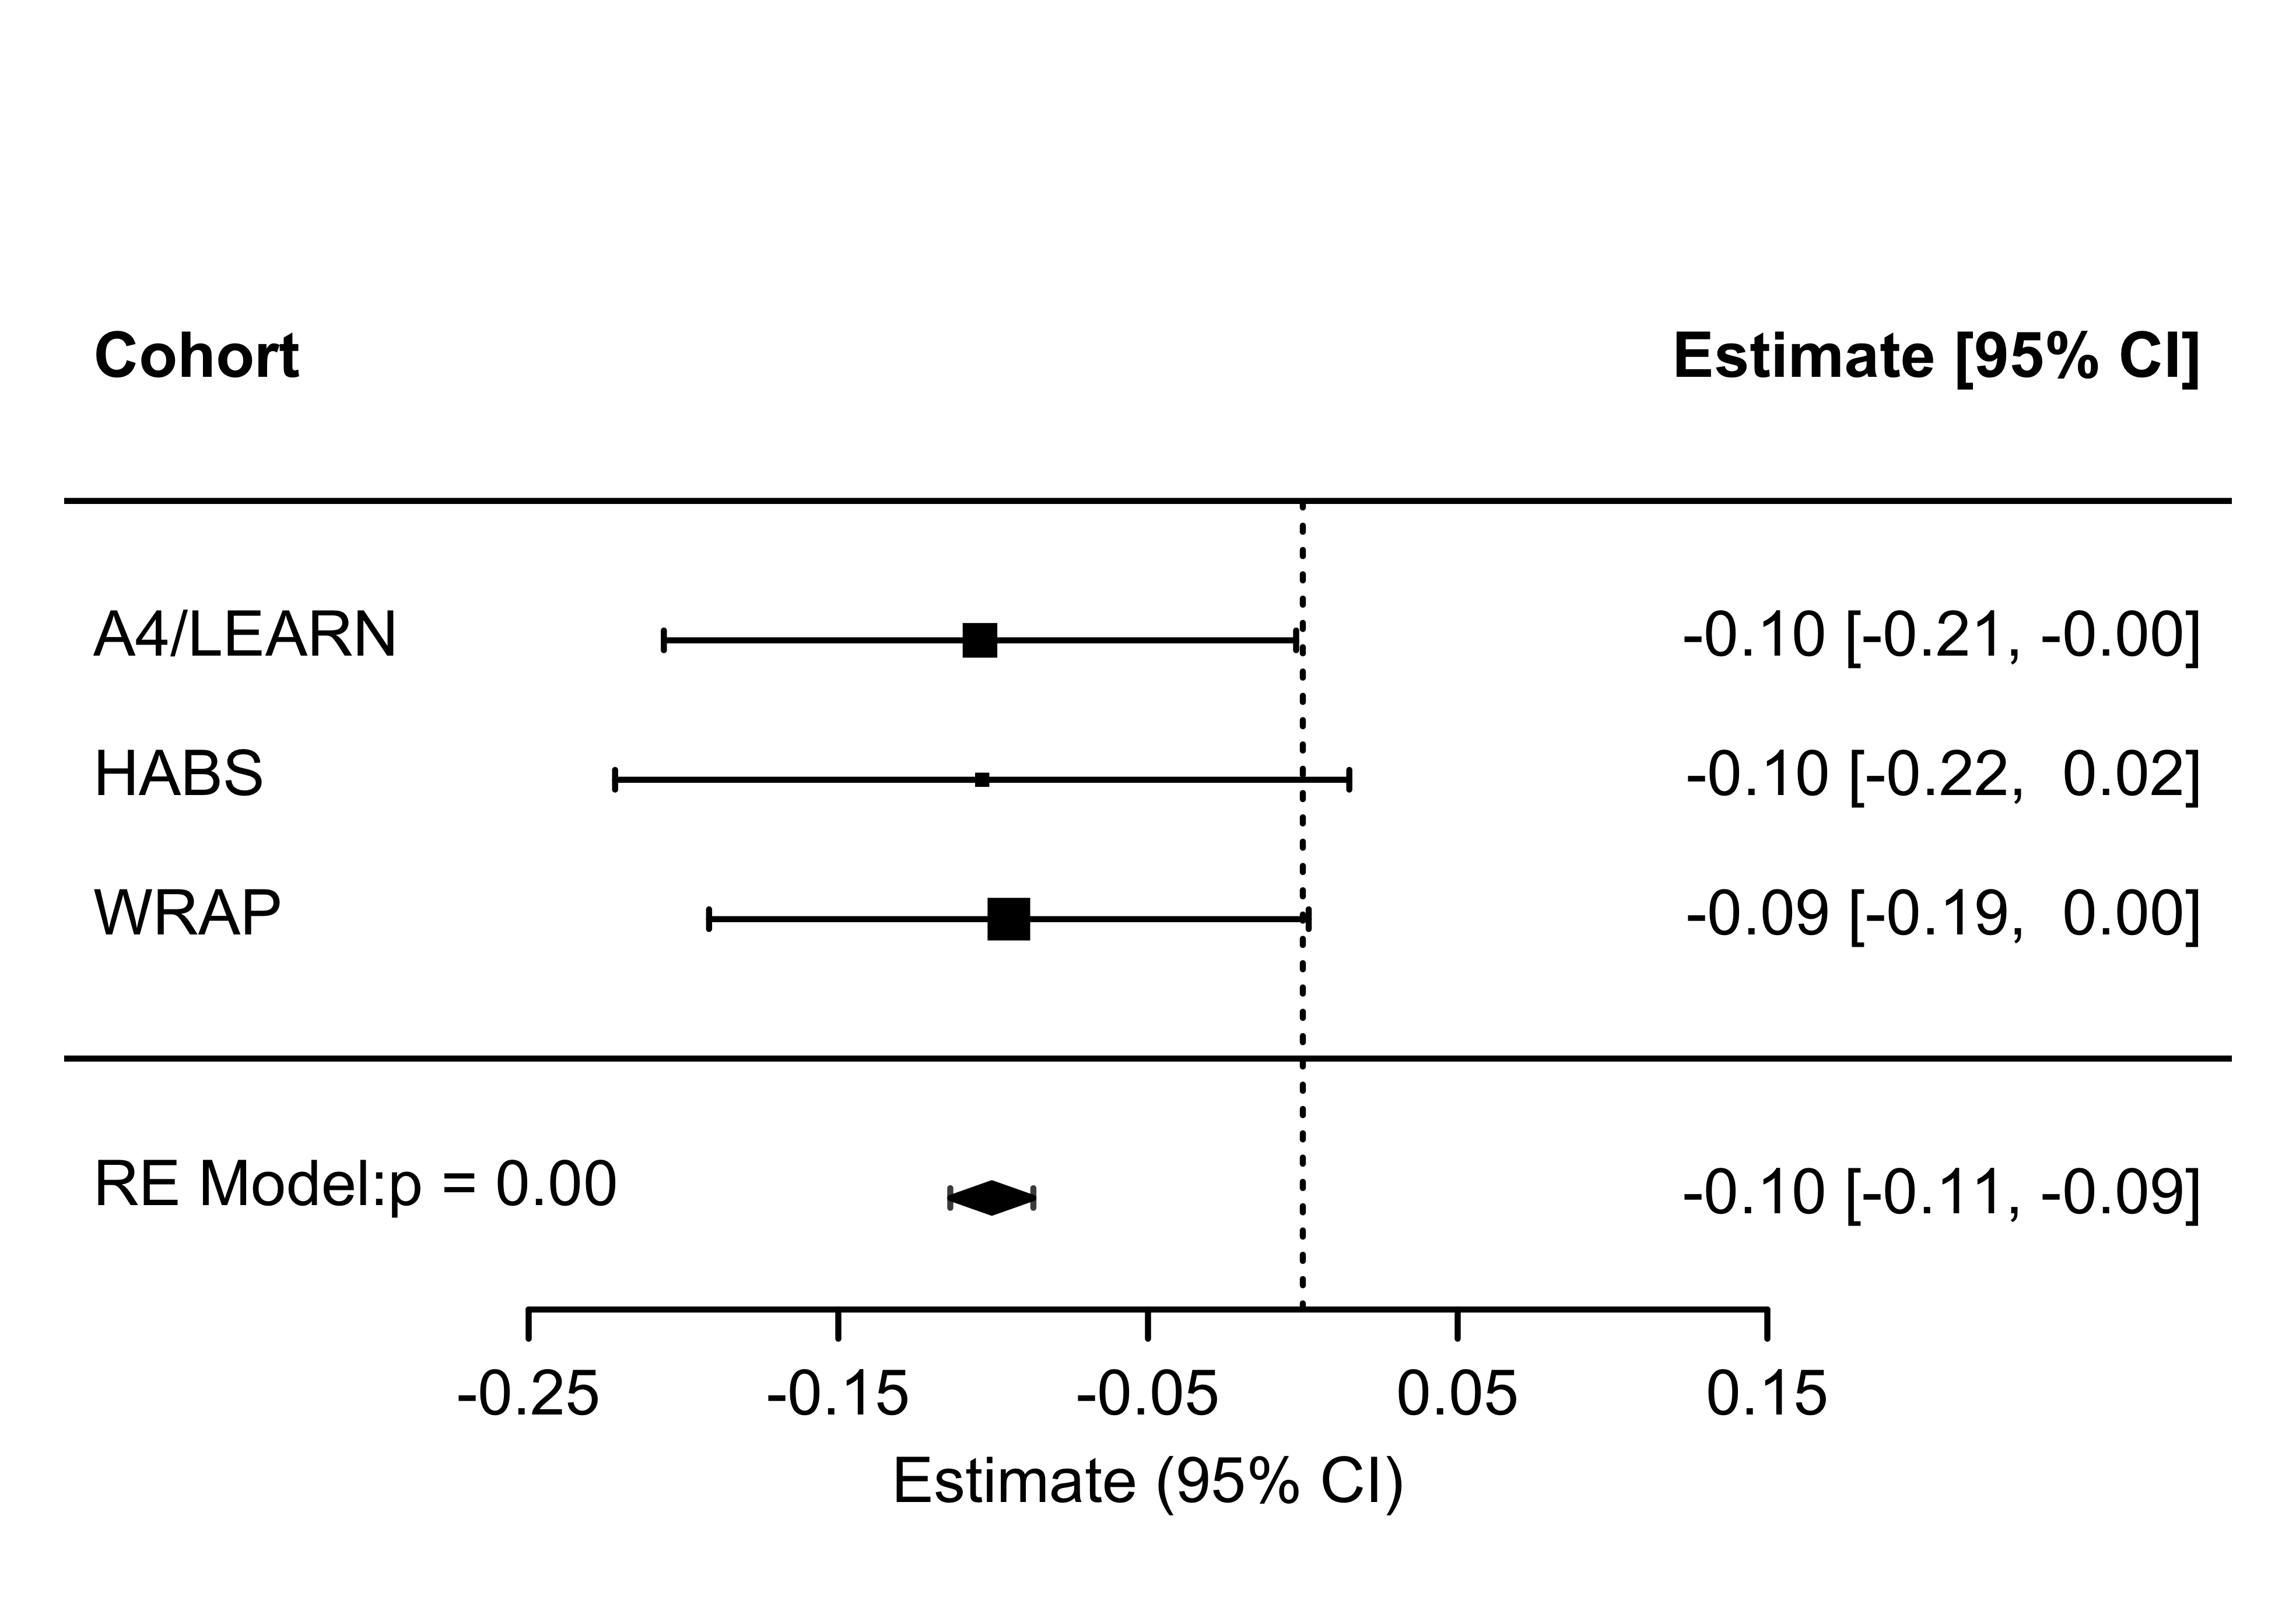 Cohort Estimate [95% CI]
A4/LEARN -0.10 [-0.21, -0.00]
HABS -0.10 [-0.22, 0.02]
WRAP -0.09 [-0.19, 0.00]
RE Model:p = 0.00 -0.10 [-0.11, -0.09]
-0.25 -0.15 -0.05 0.05 0.15
Estimate (95% CI)